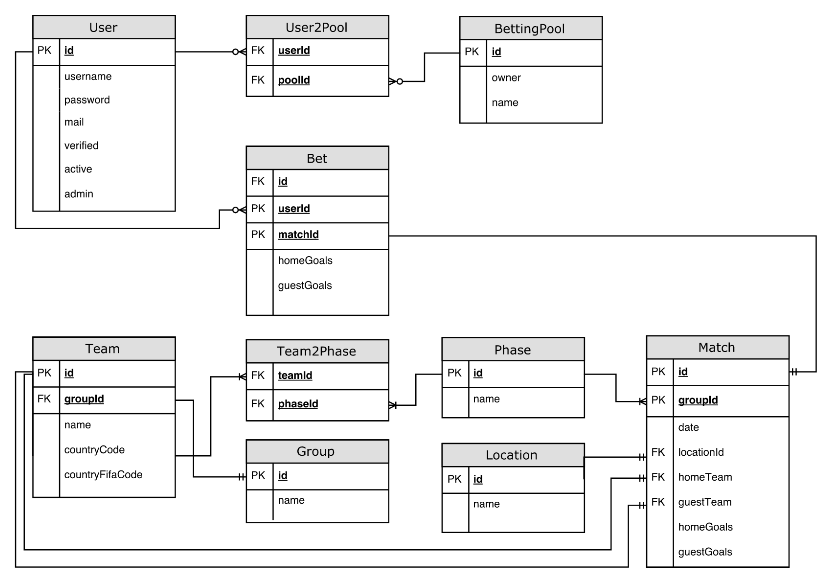 User
PK id
username
password
mail
verified
active
admin
User2Pool
FK userId
FK poolId
BettingPool
PK id
owner
name
Bet
FK id
PK userId
PK matchId
homeGoals
guestGoals
Team
PK id
FK groupId
name
countryCode
countryFifaCode
Team2Phase
FK teamId
FK phaseId
Group
PK id
name
Phase
PK id
name
Location
PK id
name
Match
PK id
PK groupId
date
FK locationId
FK homeTeam
FK guestTeam
homeGoals
guestGoals